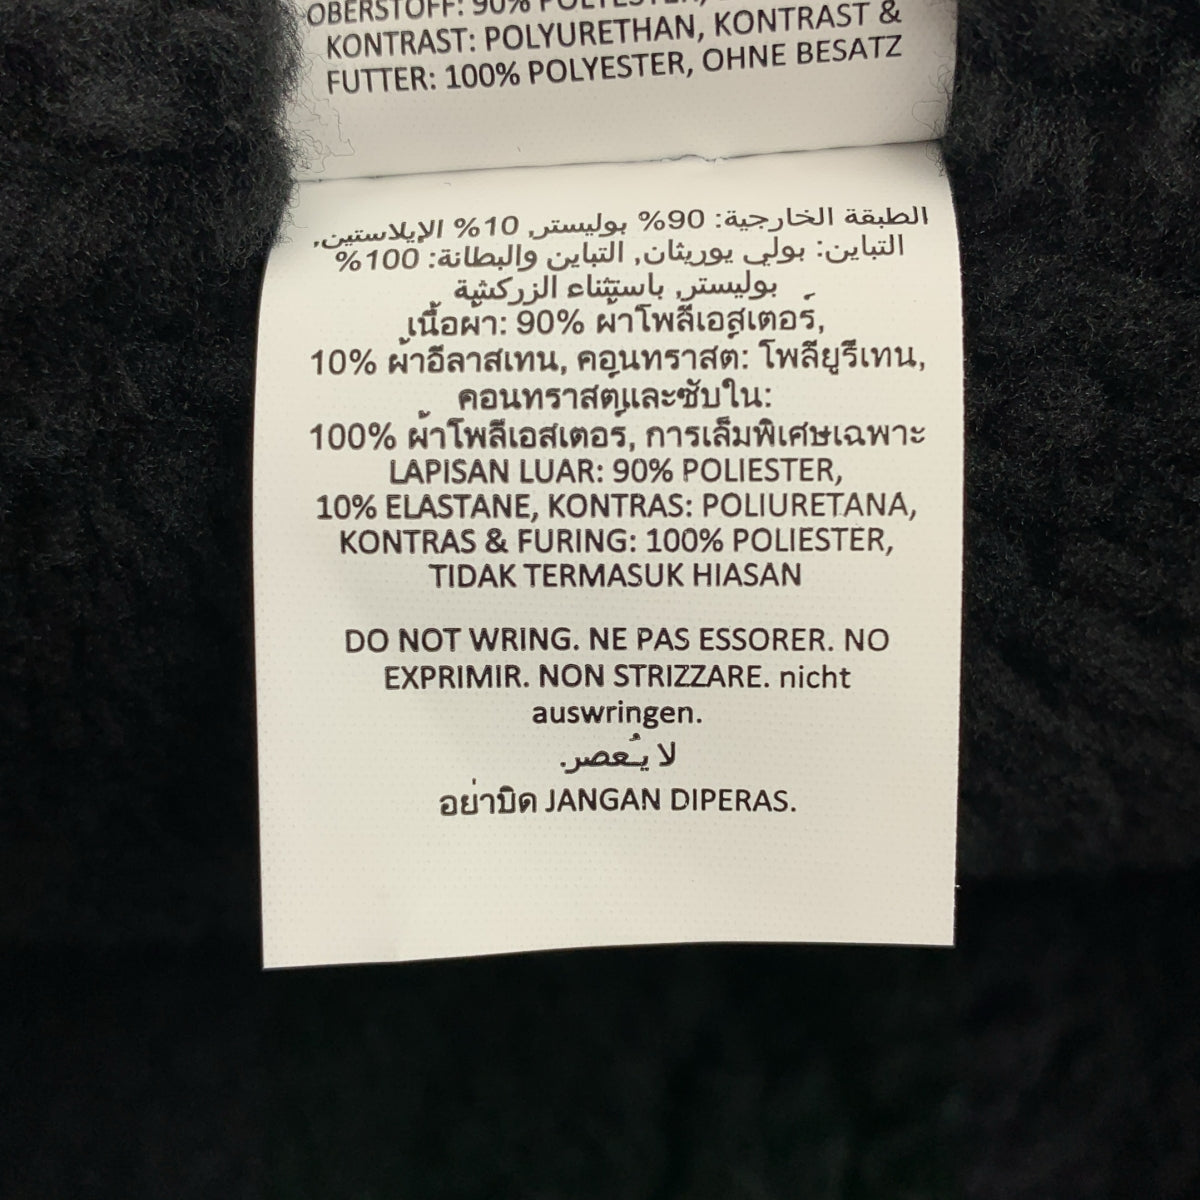 OBERSTOFF: 90% POLYESTER,
KONTRAST: POLYURETHAN, KONTRAST &
FUTTER: 100% POLYESTER, OHNE BESATZ
الطبقة الخارجية: 90% بوليستر, 10% الإيلاستين,
التباين: بولي يوريثان, التباين والبطانة: 100%
بوليستر, باستثناء الزركشية
เนื้อผ้า: 90% ผ้าโพลีเอสเตอร์,
10% ผ้าอีลาสเทน, คอนทราสต์: โพลียูรีเทน,
คอนทราสต์และซับใน:
100% ผ้าโพลีเอสเตอร์, การเล็มพิเศษเฉพาะ
LAPISAN LUAR: 90% POLIESTER,
10% ELASTANE, KONTRAS: POLIURETANA,
KONTRAS & FURING: 100% POLIESTER,
TIDAK TERMASUK HIASAN
DO NOT WRING. NE PAS ESSORER. NO
EXPRIMIR. NON STRIZZARE. nicht
auswringen.
لا يُعصر.
อย่าบิด JANGAN DIPERAS.